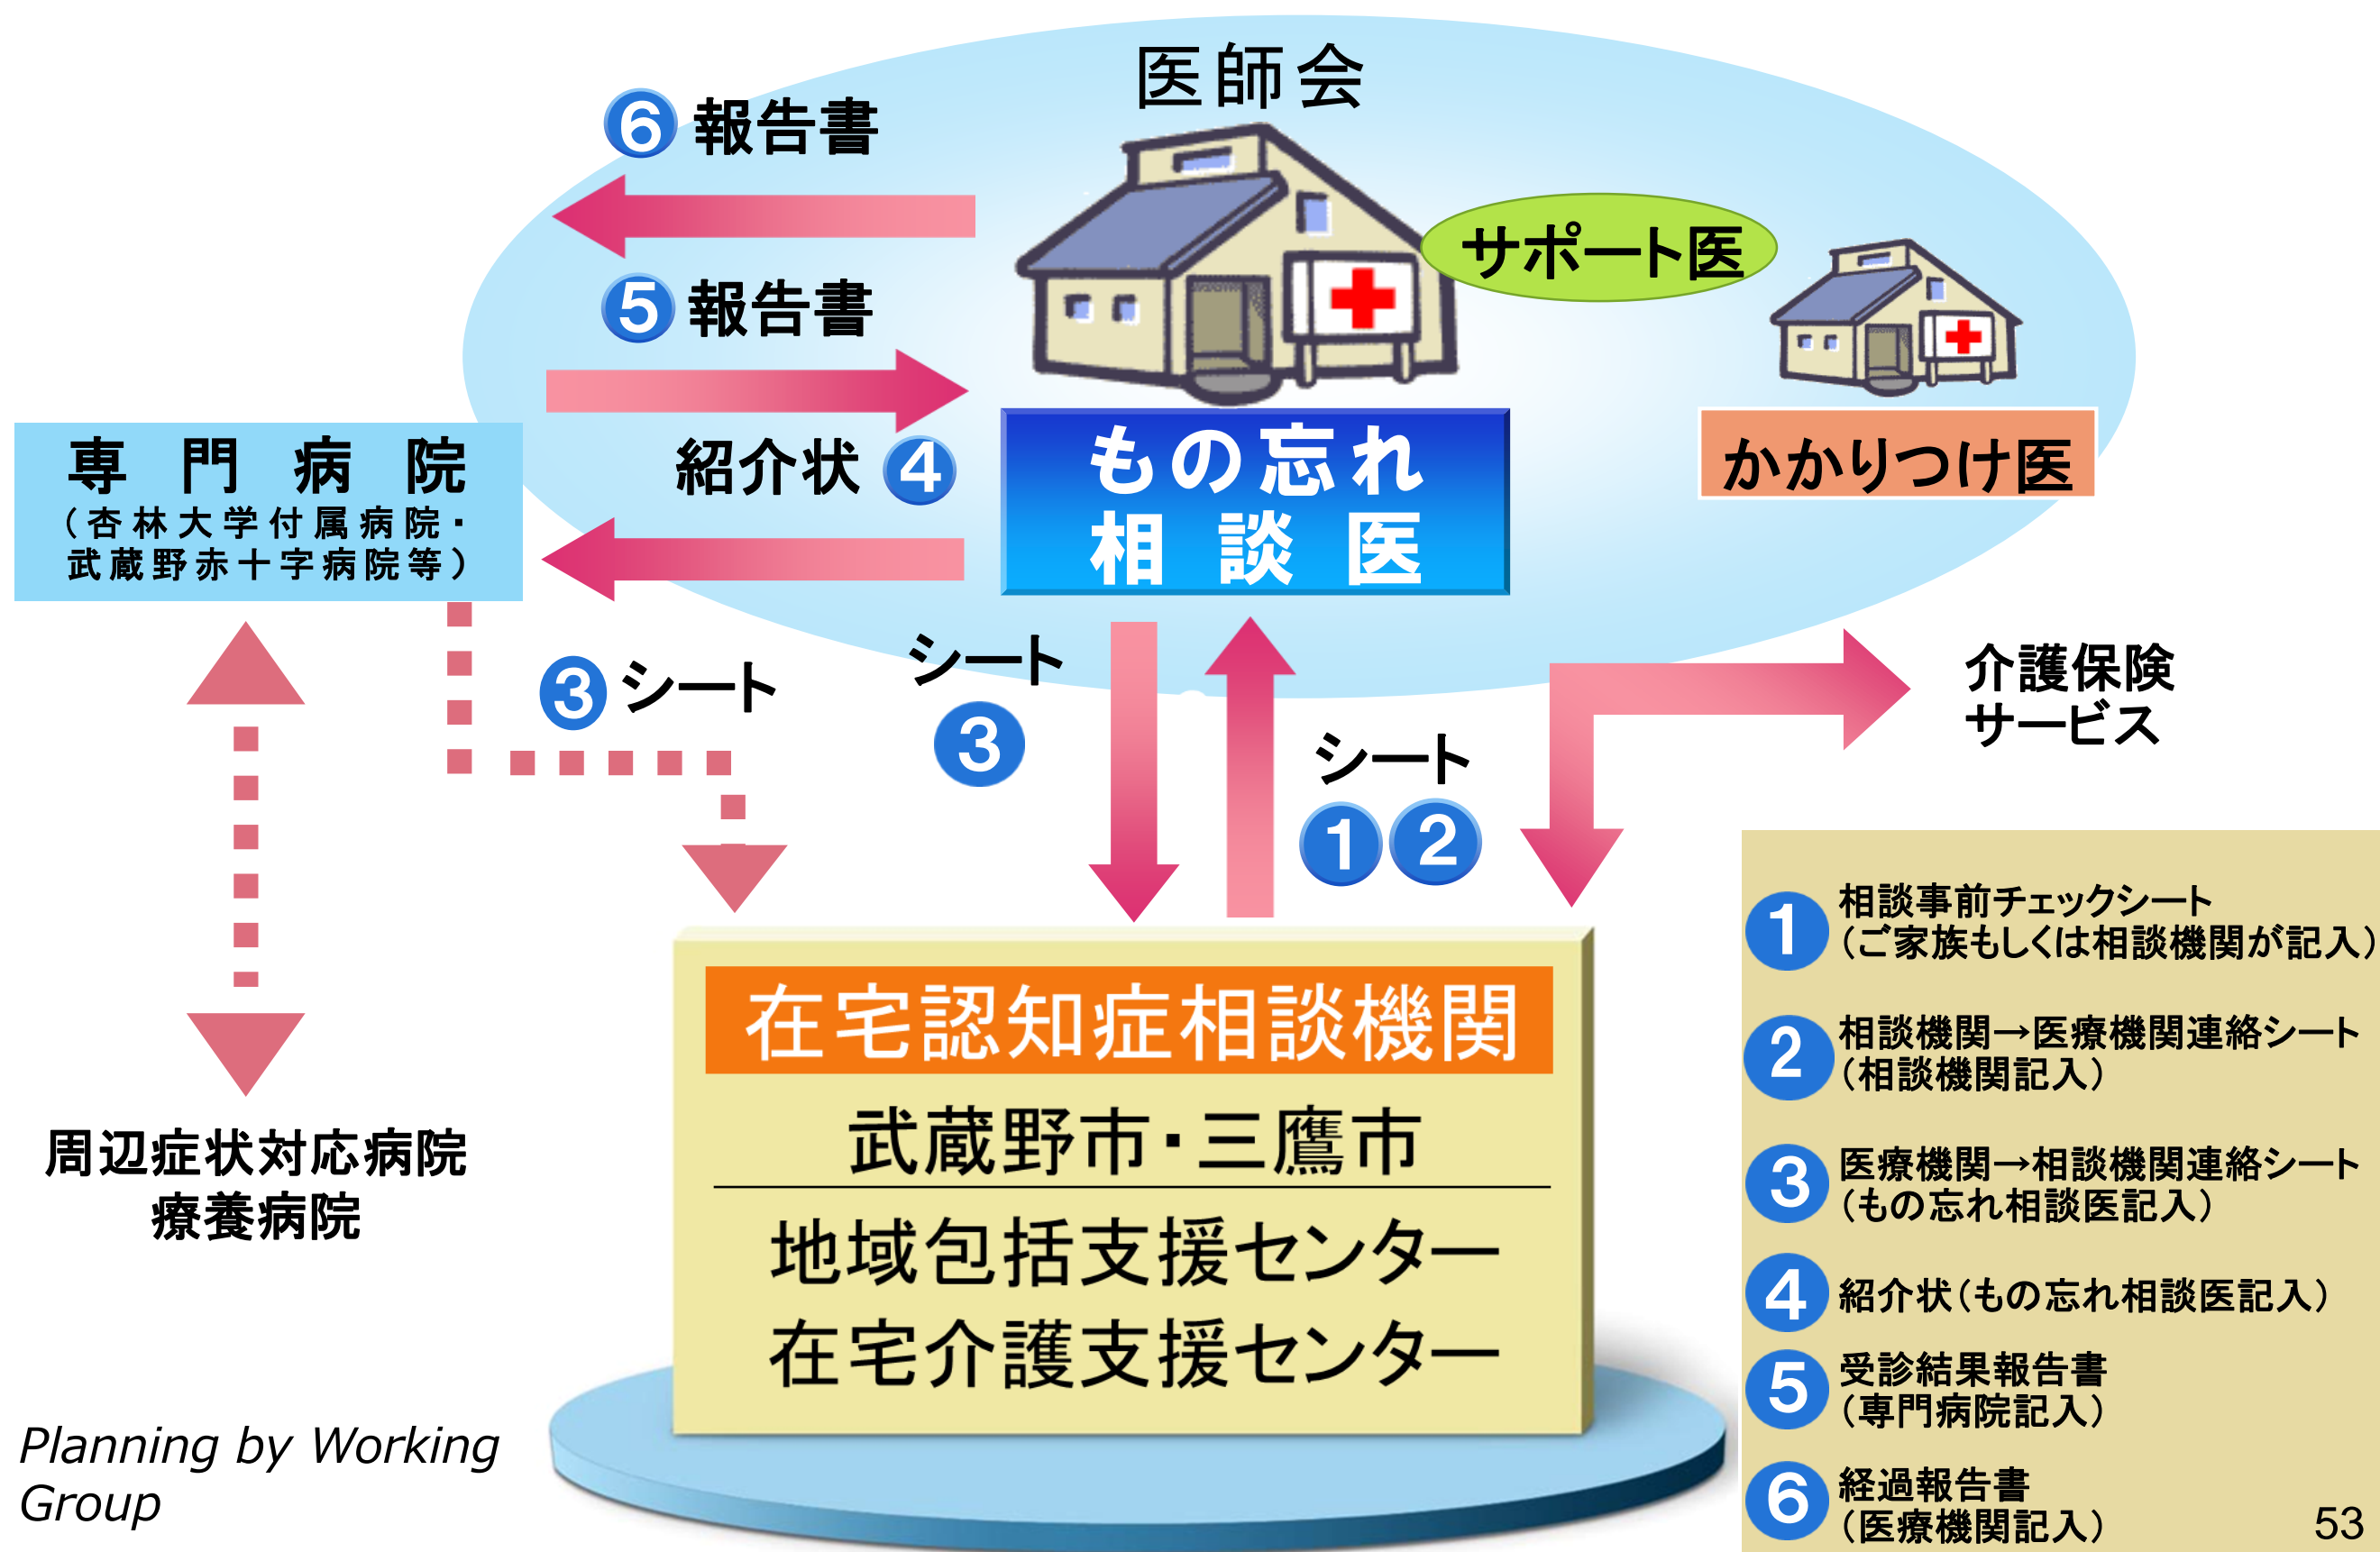 医師会
❻ 報告書
サポート医
❺ 報告書
専門病院
（杏林大学付属病院・
武蔵野赤十字病院等）
紹介状 ❹
もの忘れ
相談医
かかりつけ医
❸ シート
シート
❸
シート
❶ ❷
介護保険
サービス
周辺症状対応病院
療養病院
在宅認知症相談機関
武蔵野市・三鷹市
地域包括支援センター
在宅介護支援センター
❶ 相談事前チェックシート
（ご家族もしくは相談機関が記入）
❷ 相談機関→医療機関連絡シート
（相談機関記入）
❸ 医療機関→相談機関連絡シート
（もの忘れ相談医記入）
❹ 紹介状（もの忘れ相談医記入）
❺ 受診結果報告書
（専門病院記入）
❻ 経過報告書
（医療機関記入）
Planning by Working
Group
53